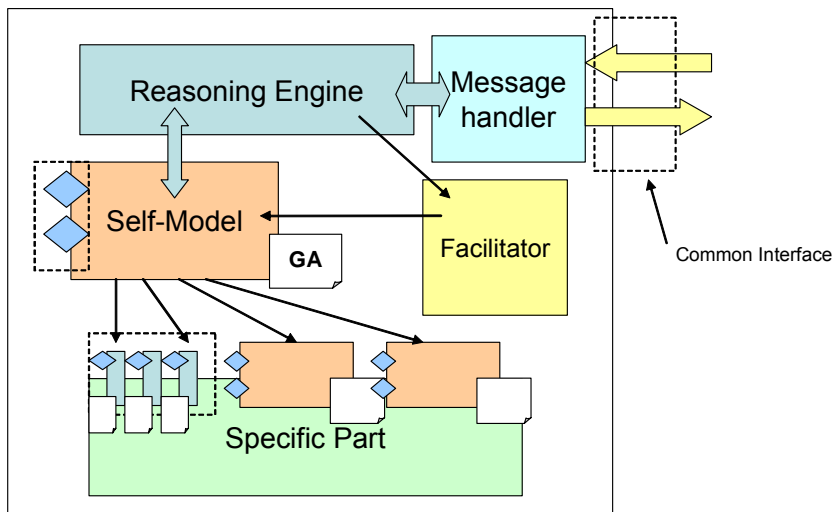 Reasoning Engine
Message
handler
Self-Model
GA
Facilitator
Common Interface
Specific Part